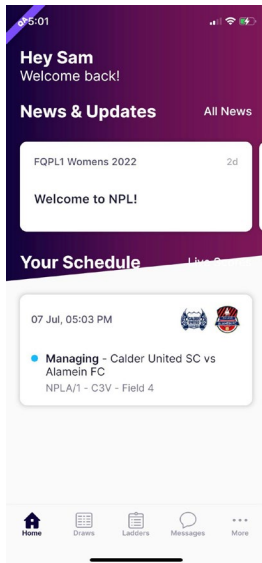 5:01
Hey Sam
Welcome back!
News & Updates
All News
FQPL1 Womens 2022
2d
Welcome to NPL!
Your Schedule
07 Jul, 05:03 PM
Managing - Calder United SC vs
Alamein FC
NPLA/1 - C3V - Field 4
Home
Draws
Ladders
Messages
More